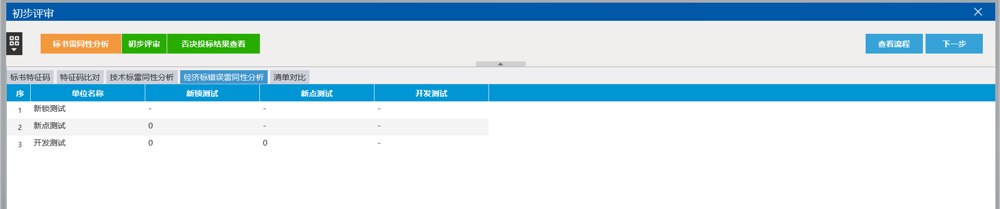 初步评审
标书雷同性分析 初步评审 否决投标结果查看 查看流程 下一步
标书特征码 特征码比对 技术标雷同性分析 经济标错误雷同性分析 清单对比
序 单位名称 新锁测试 新点测试 开发测试
1 新锁测试 - - -
2 新点测试 0 - -
3 开发测试 0 0 -